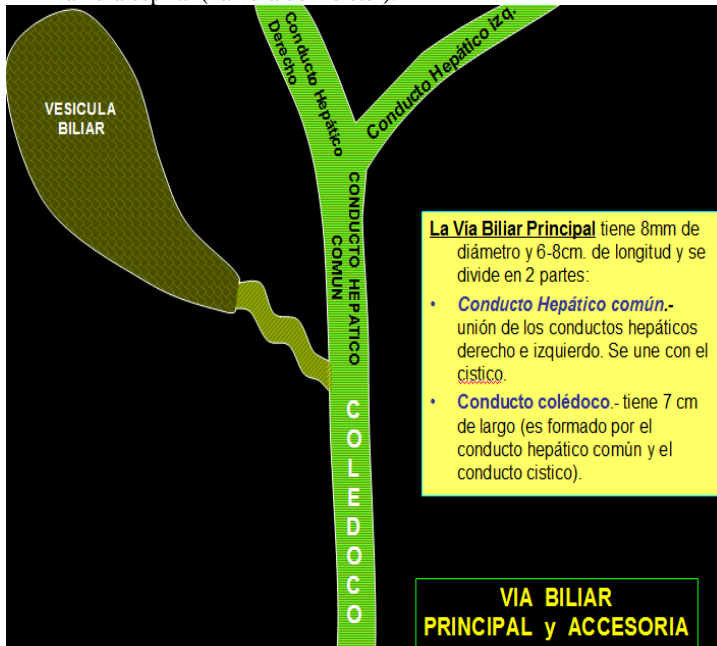 Conducto Hepático
Derecho
Conducto Hepático izq.
VESICULA
BILIAR
CONDUCTO HEPATICO
COMUN
COLEDOCO
La Vía Biliar Principal tiene 8mm de
diámetro y 6-8cm. de longitud y se
divide en 2 partes:
• Conducto Hepático común.-
unión de los conductos hepáticos
derecho e izquierdo. Se une con el
cistico.
• Conducto colédoco.- tiene 7 cm
de largo (es formado por el
conducto hepático común y el
conducto cistico).
VIA BILIAR
PRINCIPAL y ACCESORIA